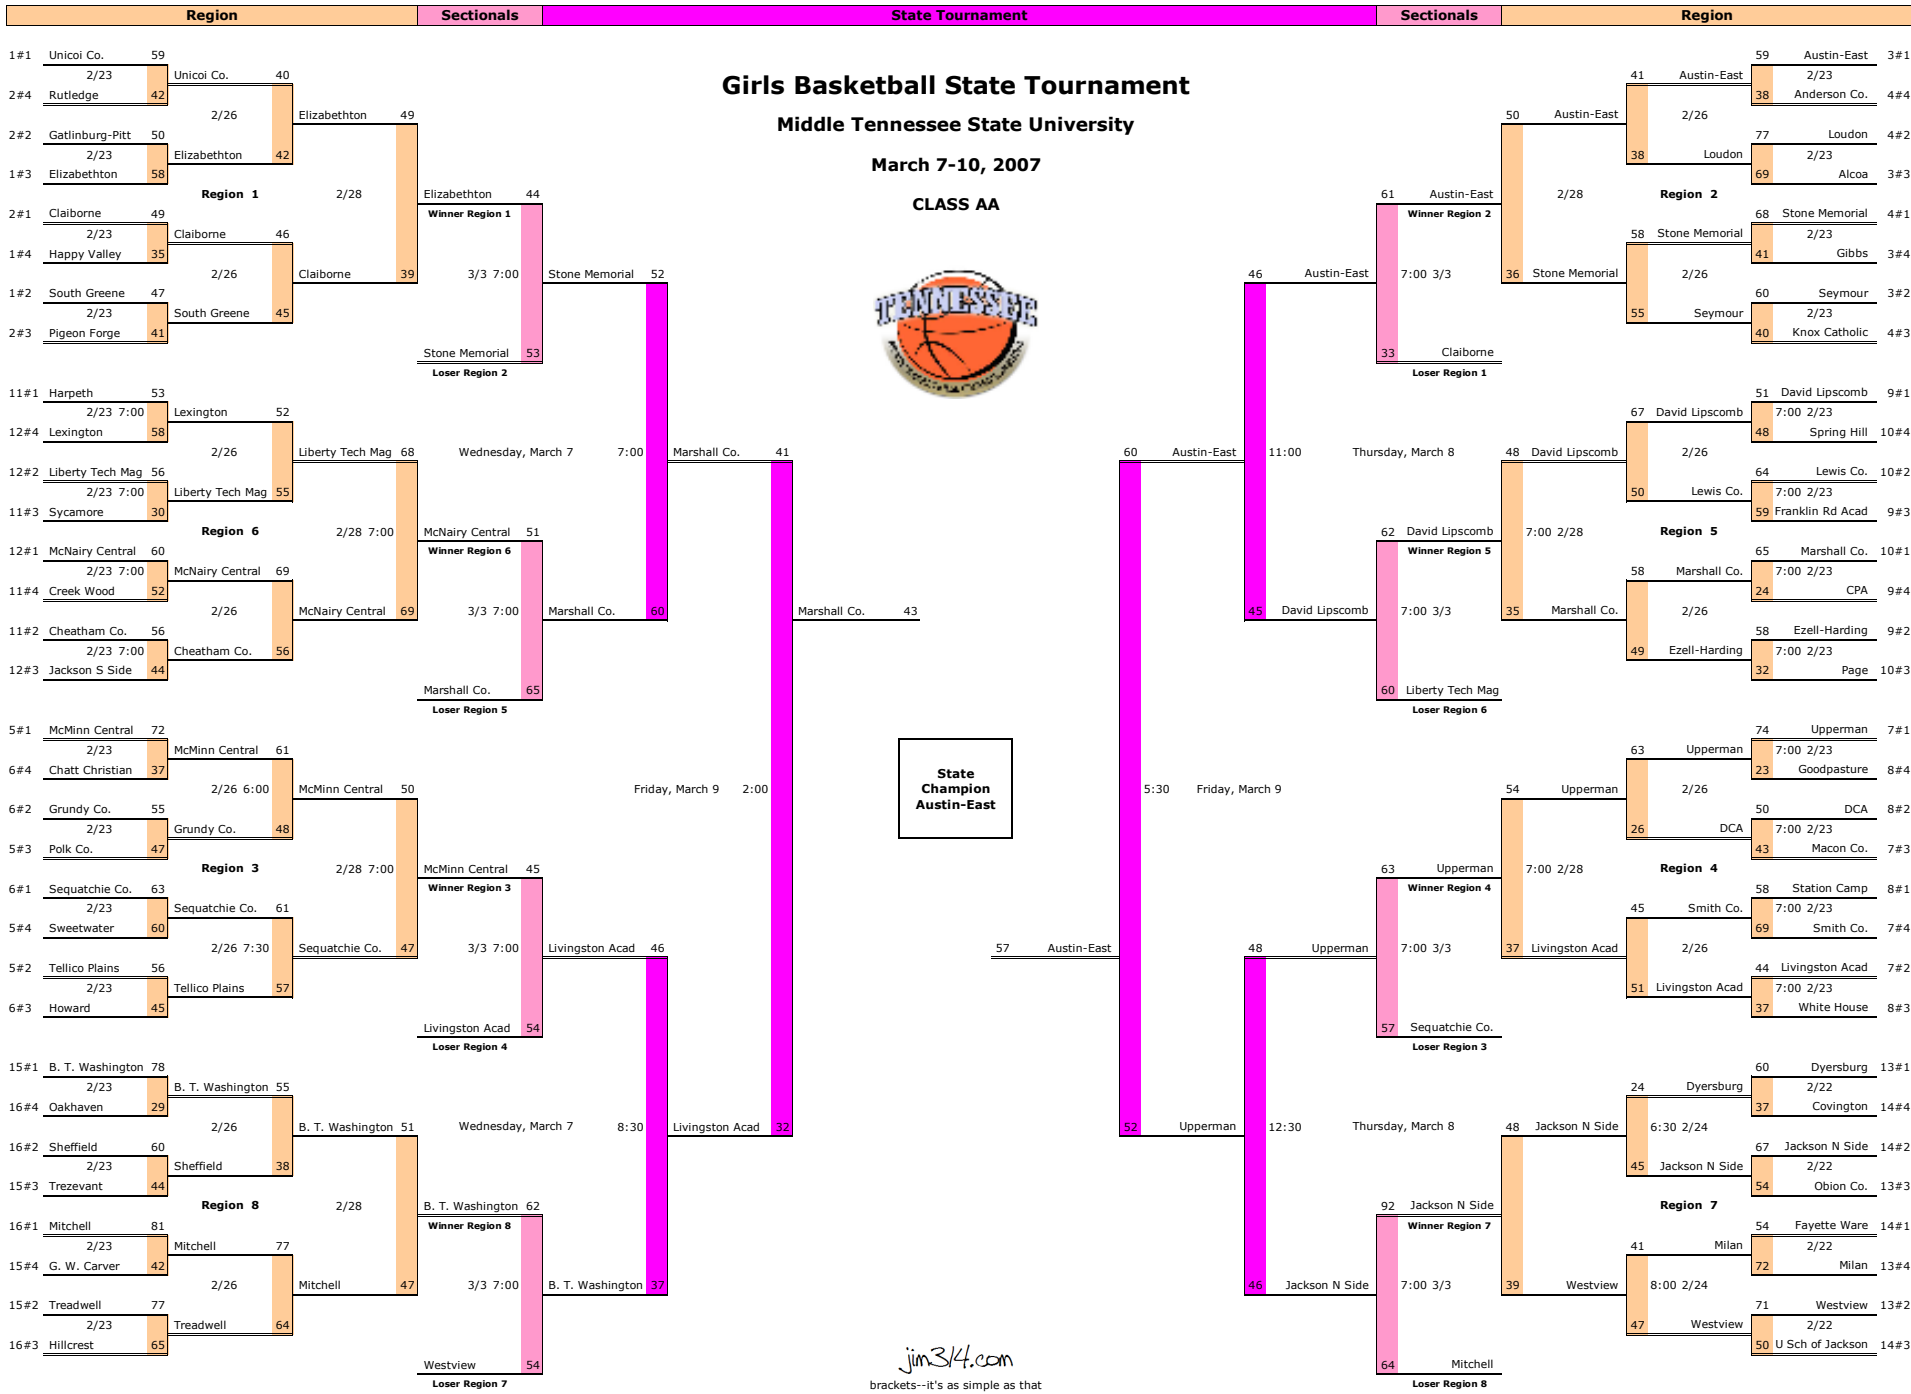 Region Sectionals State Tournament Sectionals Region
Girls Basketball State Tournament
Middle Tennessee State University
March 7-10, 2007
CLASS AA
TENNESSEE
1#1 Unicoi Co. 59
2/23
2#4 Rutledge 42
2#2 Gatlinburg-Pitt 50
2/23
1#3 Elizabethton 58
2#1 Claiborne 49
2/23
1#4 Happy Valley 35
1#2 South Greene 47
2/23
2#3 Pigeon Forge 41
Unicoi Co. 40
2/26
Elizabethton 42
Region 1
Claiborne 46
2/26
South Greene 45
Elizabethton 49
2/28
Claiborne 39
Elizabethton 44
Winner Region 1
3/3 7:00
Stone Memorial 53
Loser Region 2
11#1 Harpeth 53
2/23 7:00
12#4 Lexington 58
12#2 Liberty Tech Mag 56
2/23 7:00
11#3 Sycamore 30
12#1 McNairy Central 60
2/23 7:00
11#4 Creek Wood 52
11#2 Cheatham Co. 56
2/23 7:00
12#3 Jackson S Side 44
Lexington 52
2/26
Liberty Tech Mag 55
Region 6
McNairy Central 69
2/26
Cheatham Co. 56
Liberty Tech Mag 68
2/28 7:00
McNairy Central 69
McNairy Central 51
Winner Region 6
3/3 7:00
Marshall Co. 65
Loser Region 5
5#1 McMinn Central 72
2/23
6#4 Chatt Christian 37
6#2 Grundy Co. 55
2/23
5#3 Polk Co. 47
6#1 Sequatchie Co. 63
2/23
5#4 Sweetwater 60
5#2 Tellico Plains 56
2/23
6#3 Howard 45
McMinn Central 61
2/26 6:00
Grundy Co. 48
Region 3
Sequatchie Co. 61
2/26 7:30
Tellico Plains 57
McMinn Central 50
2/28 7:00
Sequatchie Co. 47
McMinn Central 45
Winner Region 3
3/3 7:00
Livingston Acad 54
Loser Region 4
15#1 B. T. Washington 78
2/23
16#4 Oakhaven 29
16#2 Sheffield 60
2/23
15#3 Trezevant 44
16#1 Mitchell 81
2/23
15#4 G. W. Carver 42
15#2 Treadwell 77
2/23
16#3 Hillcrest 65
B. T. Washington 55
2/26
Sheffield 38
Region 8
Mitchell 77
2/26
Treadwell 64
B. T. Washington 51
2/28
Mitchell 47
B. T. Washington 62
Winner Region 8
3/3 7:00
Westview 54
Loser Region 7
Stone Memorial 52
Wednesday, March 7 7:00
Marshall Co. 60
Livingston Acad 46
Wednesday, March 7 8:30
B. T. Washington 37
Marshall Co. 41
Friday, March 9 2:00
Livingston Acad 32
Marshall Co. 43
State
Champion
Austin-East
57 Austin-East
60 Austin-East
5:30 Friday, March 9
52 Upperman
46 Austin-East
11:00 Thursday, March 8
45 David Lipscomb
48 Upperman
12:30 Thursday, March 8
46 Jackson N Side
61 Austin-East
Winner Region 2
7:00 3/3
33 Claiborne
Loser Region 1
50 Austin-East
2/28
36 Stone Memorial
41 Austin-East
2/26
38 Loudon
Region 2
58 Stone Memorial
2/26
55 Seymour
59 Austin-East 3#1
2/23
38 Anderson Co. 4#4
77 Loudon 4#2
2/23
69 Alcoa 3#3
68 Stone Memorial 4#1
2/23
41 Gibbs 3#4
60 Seymour 3#2
2/23
40 Knox Catholic 4#3
62 David Lipscomb
Winner Region 5
7:00 3/3
60 Liberty Tech Mag
Loser Region 6
48 David Lipscomb
7:00 2/28
35 Marshall Co.
67 David Lipscomb
2/26
50 Lewis Co.
Region 5
58 Marshall Co.
2/26
49 Ezell-Harding
51 David Lipscomb 9#1
7:00 2/23
48 Spring Hill 10#4
64 Lewis Co. 10#2
7:00 2/23
59 Franklin Rd Acad 9#3
65 Marshall Co. 10#1
7:00 2/23
24 CPA 9#4
58 Ezell-Harding 9#2
7:00 2/23
32 Page 10#3
63 Upperman
Winner Region 4
7:00 3/3
57 Sequatchie Co.
Loser Region 3
54 Upperman
7:00 2/28
37 Livingston Acad
63 Upperman
2/26
26 DCA
Region 4
45 Smith Co.
2/26
51 Livingston Acad
74 Upperman 7#1
7:00 2/23
23 Goodpasture 8#4
50 DCA 8#2
7:00 2/23
43 Macon Co. 7#3
58 Station Camp 8#1
7:00 2/23
69 Smith Co. 7#4
44 Livingston Acad 7#2
7:00 2/23
37 White House 8#3
92 Jackson N Side
Winner Region 7
7:00 3/3
64 Mitchell
Loser Region 8
48 Jackson N Side
39 Westview
24 Dyersburg
6:30 2/24
45 Jackson N Side
Region 7
41 Milan
8:00 2/24
47 Westview
60 Dyersburg 13#1
2/22
37 Covington 14#4
67 Jackson N Side 14#2
2/22
54 Obion Co. 13#3
54 Fayette Ware 14#1
2/22
72 Milan 13#4
71 Westview 13#2
2/22
50 U Sch of Jackson 14#3
jim314.com
brackets--it's as simple as that